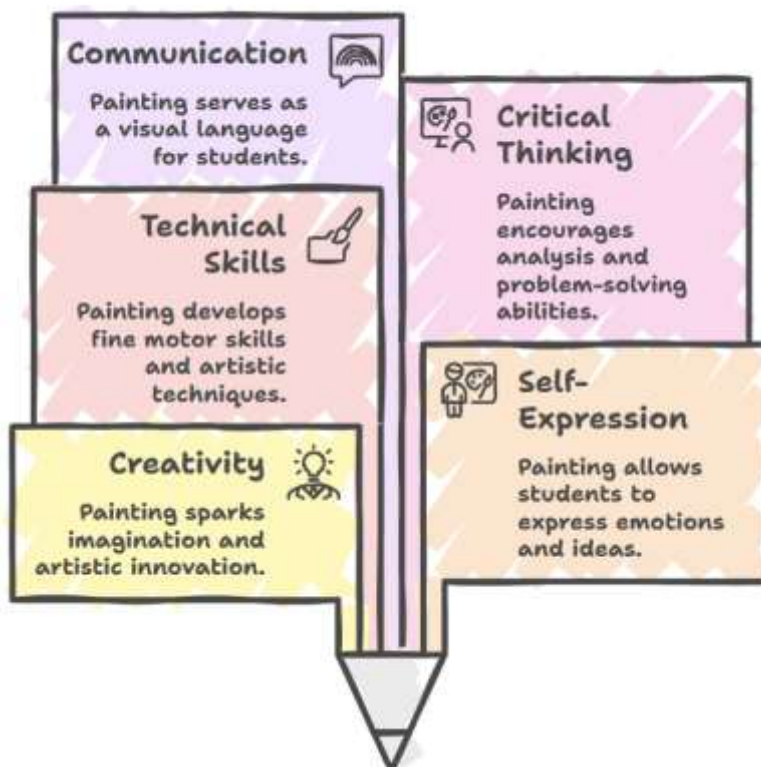 Communication
Painting serves as
a visual language
for students.
Critical
Thinking
Painting
encourages
analysis and
problem-solving
abilities.
Technical
Skills
Painting develops
fine motor skills
and artistic
techniques.
Self-
Expression
Painting allows
students to
express emotions
and ideas.
Creativity
Painting sparks
imagination and
artistic innovation.